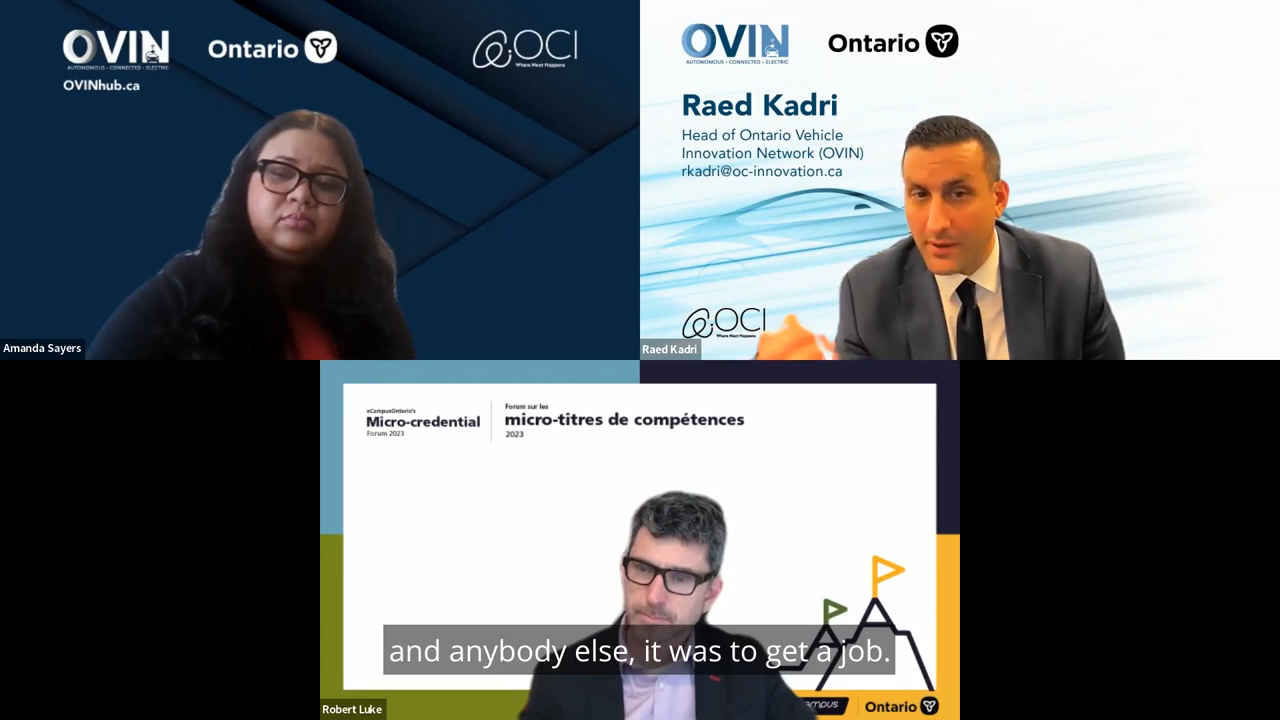 OVIN
AUTONOMOUS • CONNECTED • ELECTRIC
OVINhub.ca
Ontario
OCI
Where Next Happens
Amanda Sayers
OVIN
AUTONOMOUS • CONNECTED • ELECTRIC
Ontario
Raed Kadri
Head of Ontario Vehicle
Innovation Network (OVIN)
rkadri@oc-innovation.ca
OCI
Where Next Happens
Raed Kadri
eCampusOntario's
Micro-credential
Forum 2023
Forum sur les
micro-titres de compétences
2023
and anybody else, it was to get a job.
Robert Luke
Ontario